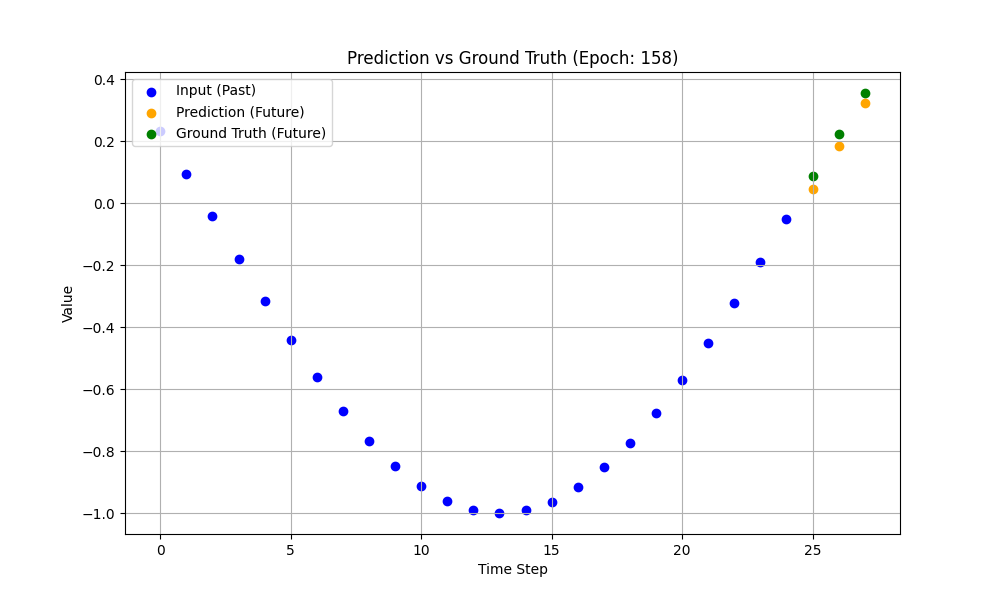 Prediction vs Ground Truth (Epoch: 158)
Input (Past)
Prediction (Future)
Ground Truth (Future)
0.4
0.2
0.0
−0.2
−0.4
−0.6
−0.8
−1.0
Value
0 5 10 15 20 25
Time Step